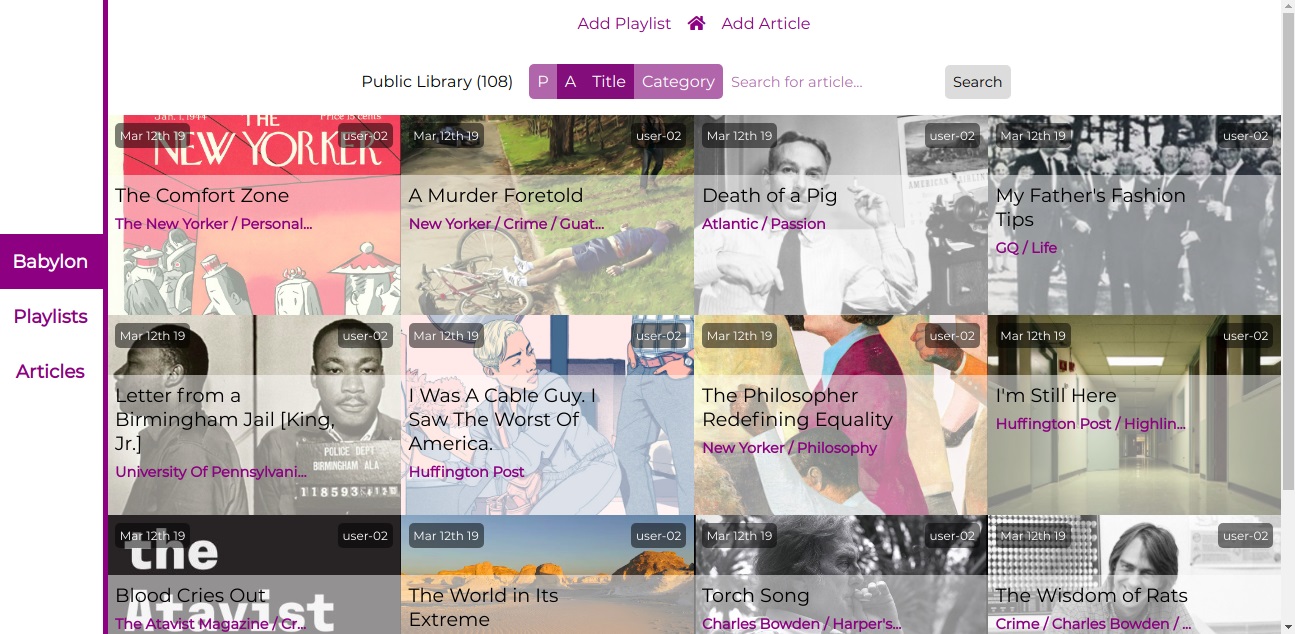 Add Playlist Add Article
Public Library (108) P A Title Category Search for article... Search
Babylon
Playlists
Articles
Jan. 1, 1944 THE Price 15 cents
Mar 12th 19 user-02
NEW YORKER
The Comfort Zone
The New Yorker / Personal...
Mar 12th 19 user-02
A Murder Foretold
New Yorker / Crime / Guat...
Mar 12th 19 user-02
AMERICAN AIRLINES
Death of a Pig
Atlantic / Passion
Mar 12th 19 user-02
My Father's Fashion
Tips
GQ / Life
Mar 12th 19 user-02
Letter from a
Birmingham Jail [King,
Jr.]
University Of Pennsylvani...
POLICE DEPT
BIRMINGHAM ALA
Mar 12th 19 user-02
I Was A Cable Guy. I
Saw The Worst Of
America.
Huffington Post
Mar 12th 19 user-02
The Philosopher
Redefining Equality
New Yorker / Philosophy
Mar 12th 19 user-02
I'm Still Here
Huffington Post / Highlin...
Mar 12th 19 user-02
the
Atavist
Blood Cries Out
The Atavist Magazine / Cr...
Mar 12th 19 user-02
The World in Its
Extreme
Mar 12th 19 user-02
Torch Song
Charles Bowden / Harper's...
Mar 12th 19 user-02
The Wisdom of Rats
Crime / Charles Bowden / ...